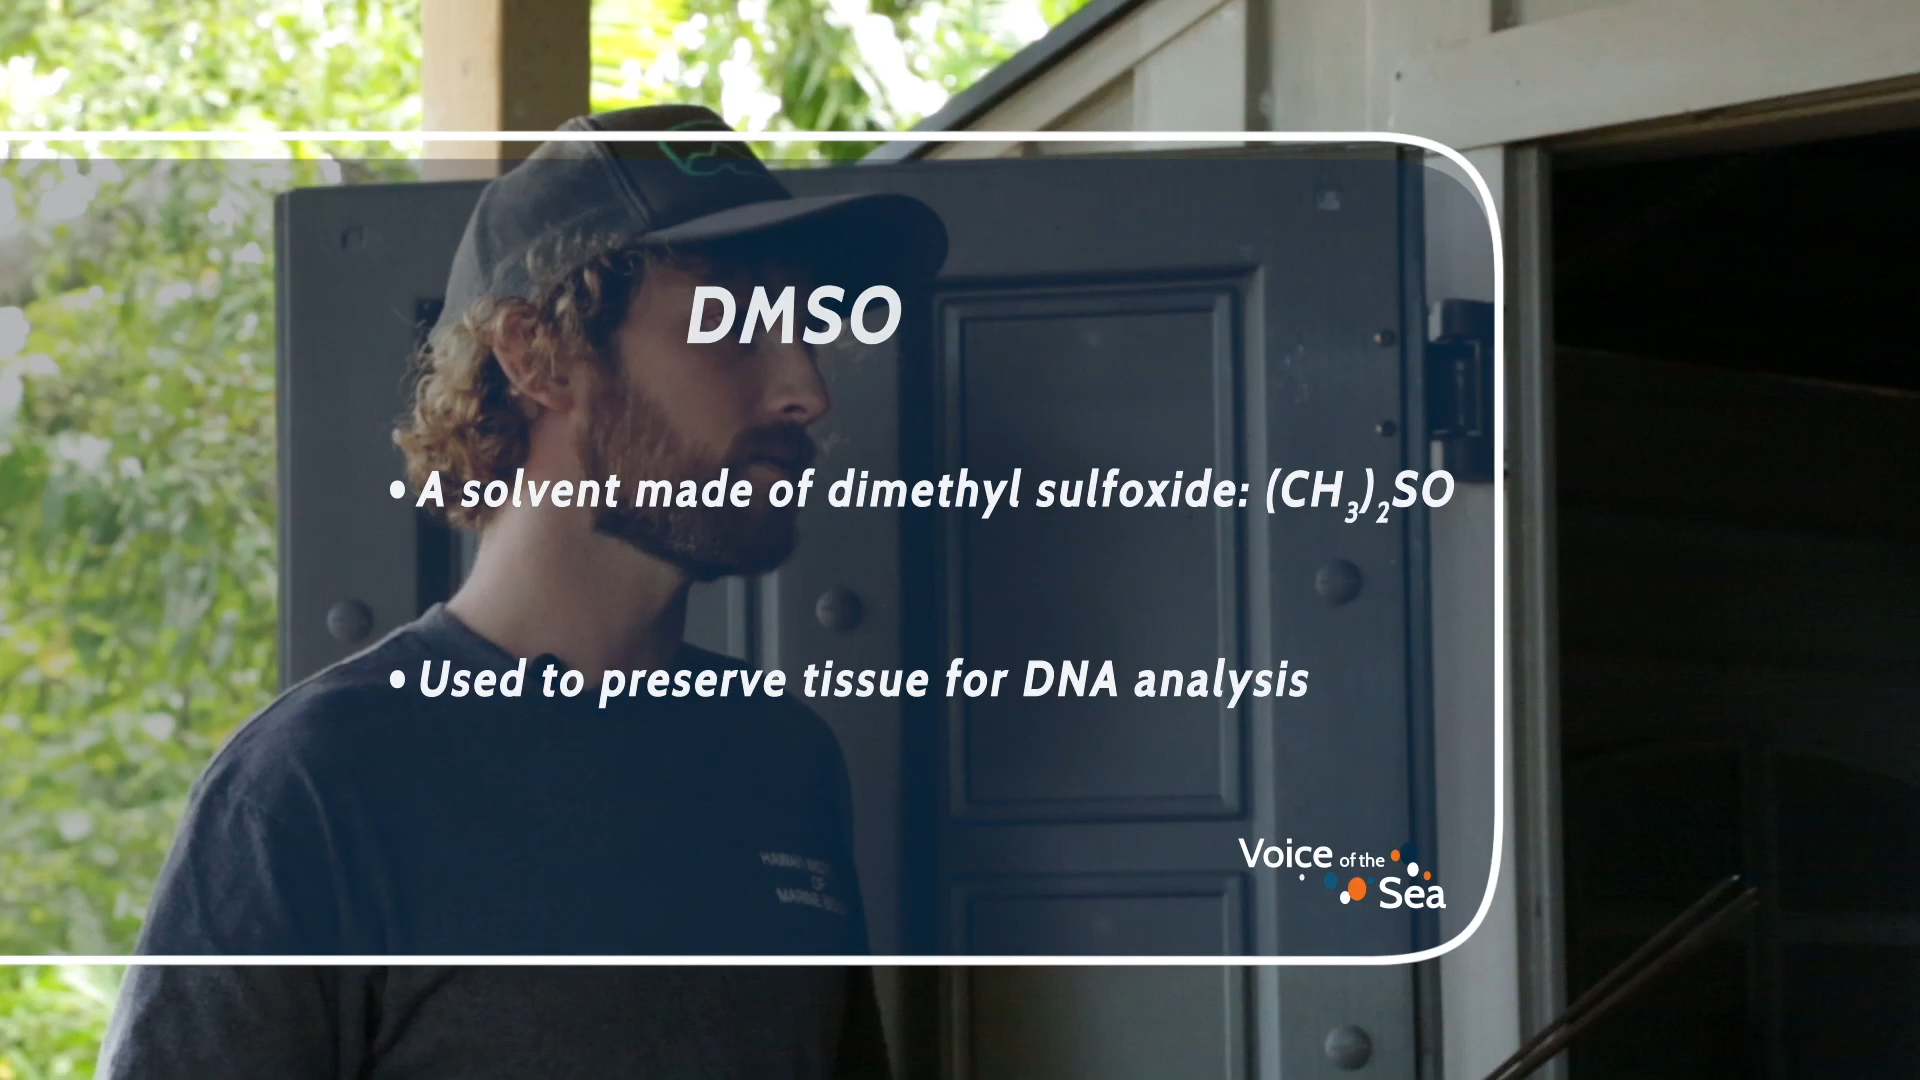 DMSO
• A solvent made of dimethyl sulfoxide: (CH₃)₂SO
• Used to preserve tissue for DNA analysis
Voice of the
Sea
OF